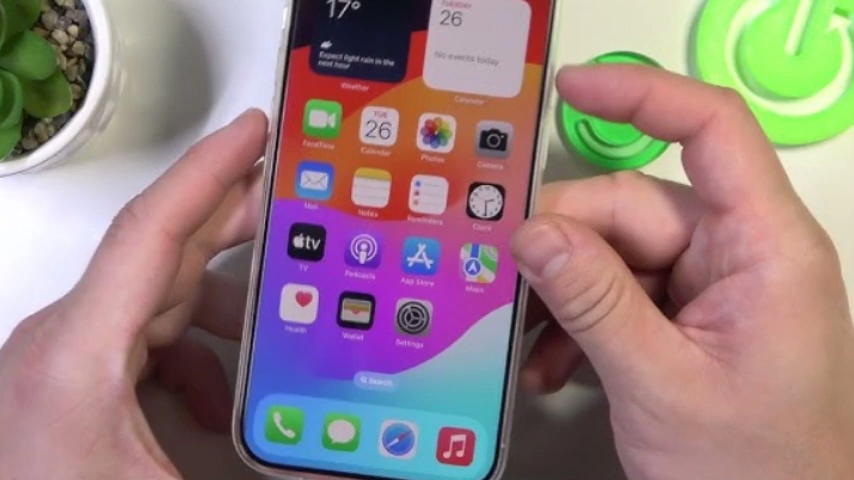 17°
Expect light rain in the
next hour
Weather
Tuesday
26
No events today
Calendar
FaceTime
TUE
26
Calendar
Photos
Camera
Mail
Notes
Reminders
Clock
tv
TV
Podcasts
App Store
Maps
Health
Wallet
Settings
Search